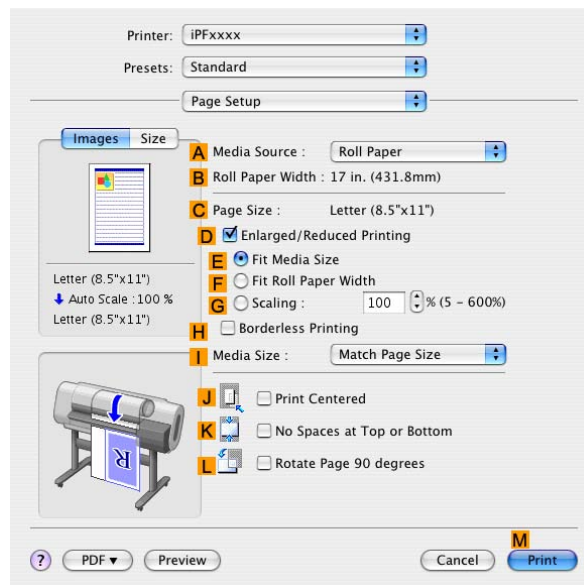 Printer: iPFxxxx
Presets: Standard
Page Setup
Images Size
A Media Source : Roll Paper
B Roll Paper Width : 17 in. (431.8mm)
C Page Size : Letter (8.5"x11")
D Enlarged/Reduced Printing
E Fit Media Size
F Fit Roll Paper Width
G Scaling : 100 % (5 - 600%)
H Borderless Printing
I Media Size : Match Page Size
Letter (8.5"x11")
Auto Scale : 100 %
Letter (8.5"x11")
J Print Centered
K No Spaces at Top or Bottom
L Rotate Page 90 degrees
R
M
? PDF Preview Cancel Print